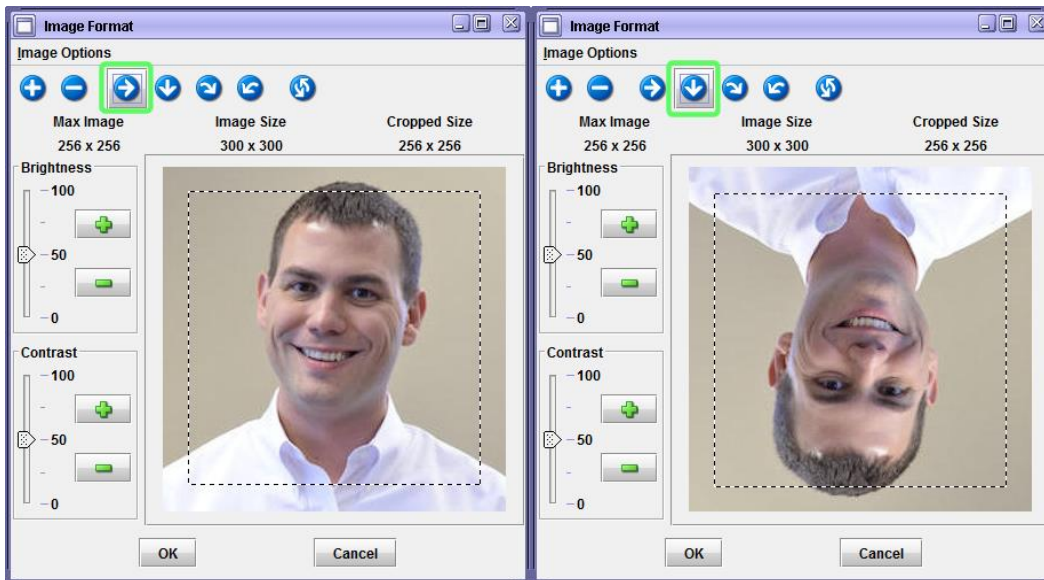 Image Format
Image Options
Max Image Image Size Cropped Size
256 x 256 300 x 300 256 x 256
Brightness
100
50
0
Contrast
100
50
0
OK Cancel
Image Format
Image Options
Max Image Image Size Cropped Size
256 x 256 300 x 300 256 x 256
Brightness
100
50
0
Contrast
100
50
0
OK Cancel